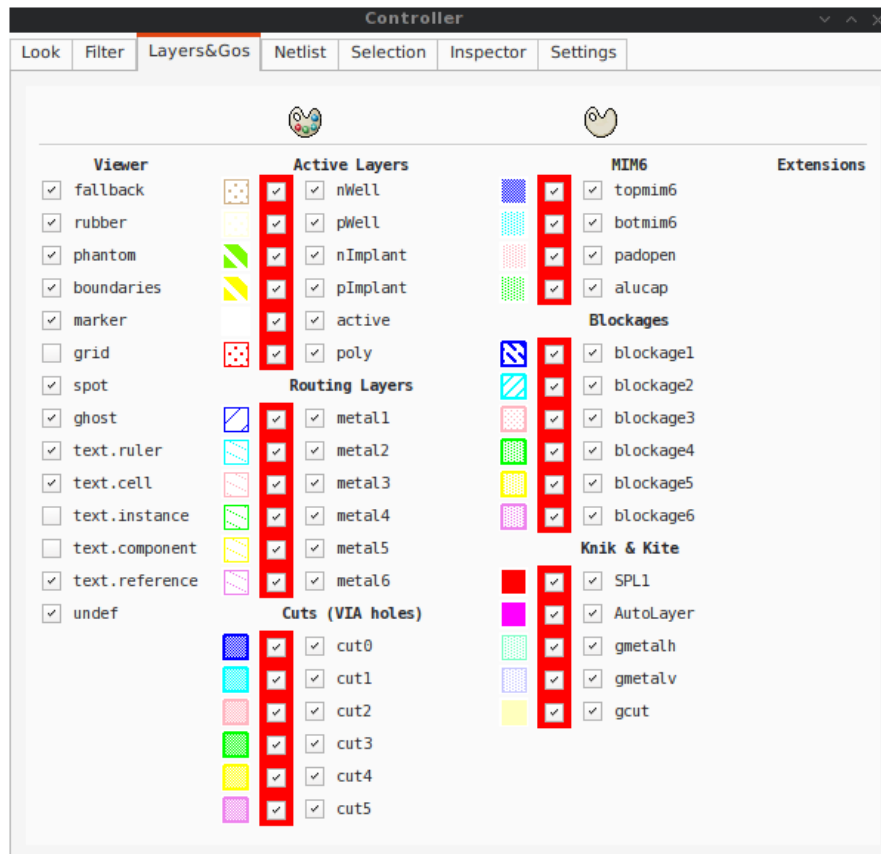 Controller
Look Filter Layers&Gos Netlist Selection Inspector Settings
Viewer
fallback
rubber
phantom
boundaries
marker
grid
spot
ghost
text.ruler
text.cell
text.instance
text.component
text.reference
undef
Active Layers
nWell
pWell
nImplant
pImplant
active
poly
Routing Layers
metal1
metal2
metal3
metal4
metal5
metal6
Cuts (VIA holes)
cut0
cut1
cut2
cut3
cut4
cut5
MIM6
topmim6
botmim6
padopen
alucap
Blockages
blockage1
blockage2
blockage3
blockage4
blockage5
blockage6
Knik & Kite
SPL1
AutoLayer
gmetalh
gmetalv
gcut
Extensions